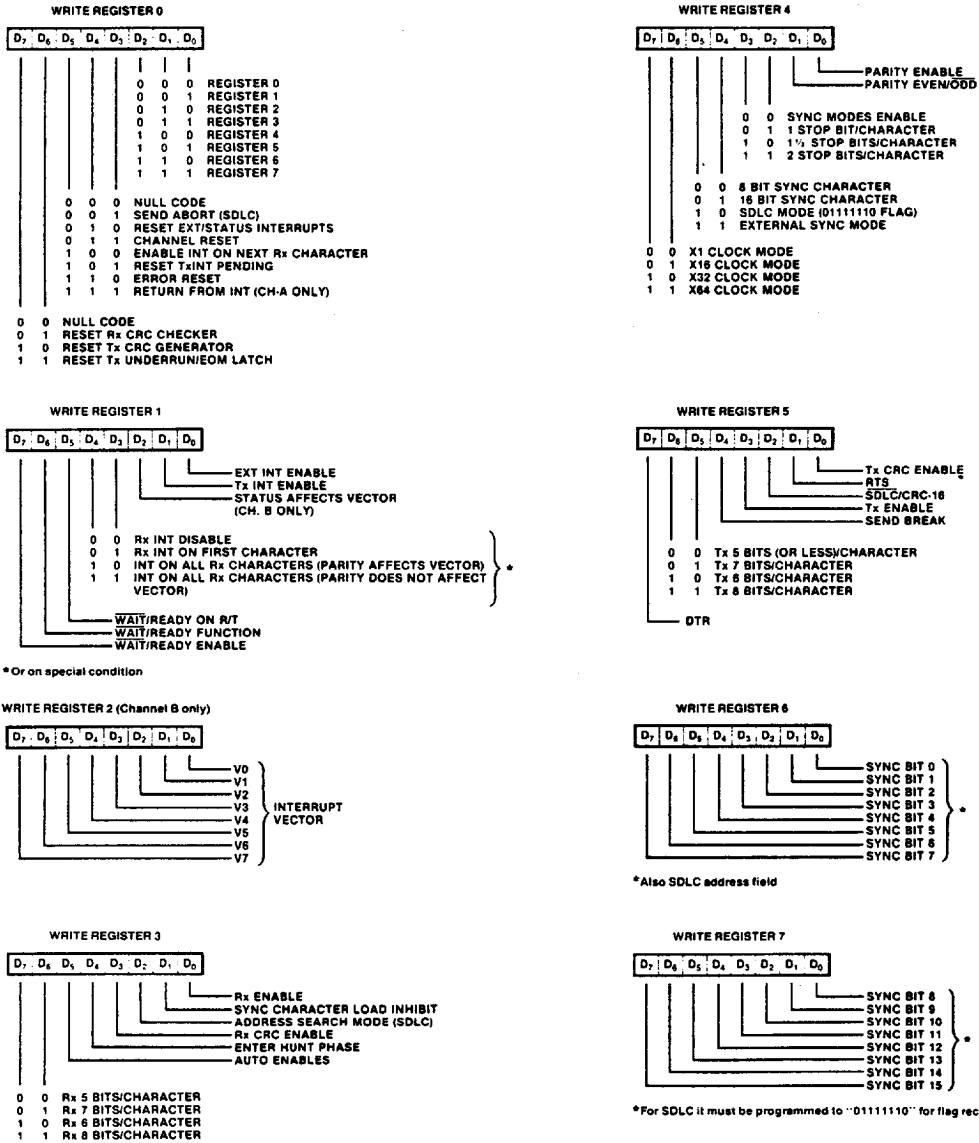 WRITE REGISTER 0
D7 D6 D5 D4 D3 D2 D1 D0
0 0 0 REGISTER 0
0 0 1 REGISTER 1
0 1 0 REGISTER 2
0 1 1 REGISTER 3
1 0 0 REGISTER 4
1 0 1 REGISTER 5
1 1 0 REGISTER 6
1 1 1 REGISTER 7
0 0 0 NULL CODE
0 0 1 SEND ABORT (SDLC)
0 1 0 RESET EXT/STATUS INTERRUPTS
0 1 1 CHANNEL RESET
1 0 0 ENABLE INT ON NEXT Rx CHARACTER
1 0 1 RESET TxINT PENDING
1 1 0 ERROR RESET
1 1 1 RETURN FROM INT (CH-A ONLY)
0 0 NULL CODE
0 1 RESET Rx CRC CHECKER
1 0 RESET Tx CRC GENERATOR
1 1 RESET Tx UNDERRUN/EOM LATCH
WRITE REGISTER 1
D7 D6 D5 D4 D3 D2 D1 D0
EXT INT ENABLE
Tx INT ENABLE
STATUS AFFECTS VECTOR
(CH. B ONLY)
0 0 Rx INT DISABLE
0 1 Rx INT ON FIRST CHARACTER
1 0 INT ON ALL Rx CHARACTERS (PARITY AFFECTS VECTOR)
1 1 INT ON ALL Rx CHARACTERS (PARITY DOES NOT AFFECT
VECTOR)
*
WAIT/READY ON R/T
WAIT/READY FUNCTION
WAIT/READY ENABLE
*Or on special condition
WRITE REGISTER 2 (Channel B only)
D7 D6 D5 D4 D3 D2 D1 D0
V0
V1
V2
V3
V4
V5
V6
V7
INTERRUPT
VECTOR
WRITE REGISTER 3
D7 D6 D5 D4 D3 D2 D1 D0
Rx ENABLE
SYNC CHARACTER LOAD INHIBIT
ADDRESS SEARCH MODE (SDLC)
Rx CRC ENABLE
ENTER HUNT PHASE
AUTO ENABLES
0 0 Rx 5 BITS/CHARACTER
0 1 Rx 7 BITS/CHARACTER
1 0 Rx 6 BITS/CHARACTER
1 1 Rx 8 BITS/CHARACTER
WRITE REGISTER 4
D7 D6 D5 D4 D3 D2 D1 D0
PARITY ENABLE
PARITY EVEN/ODD
0 0 SYNC MODES ENABLE
0 1 1 STOP BIT/CHARACTER
1 0 1½ STOP BITS/CHARACTER
1 1 2 STOP BITS/CHARACTER
0 0 8 BIT SYNC CHARACTER
0 1 16 BIT SYNC CHARACTER
1 0 SDLC MODE (01111110 FLAG)
1 1 EXTERNAL SYNC MODE
0 0 X1 CLOCK MODE
0 1 X16 CLOCK MODE
1 0 X32 CLOCK MODE
1 1 X64 CLOCK MODE
WRITE REGISTER 5
D7 D6 D5 D4 D3 D2 D1 D0
Tx CRC ENABLE
RTS
SDLC/CRC-16
Tx ENABLE
SEND BREAK
0 0 Tx 5 BITS (OR LESS)/CHARACTER
0 1 Tx 7 BITS/CHARACTER
1 0 Tx 6 BITS/CHARACTER
1 1 Tx 8 BITS/CHARACTER
DTR
WRITE REGISTER 6
D7 D6 D5 D4 D3 D2 D1 D0
SYNC BIT 0
SYNC BIT 1
SYNC BIT 2
SYNC BIT 3
SYNC BIT 4
SYNC BIT 5
SYNC BIT 6
SYNC BIT 7
*
*Also SDLC address field
WRITE REGISTER 7
D7 D6 D5 D4 D3 D2 D1 D0
SYNC BIT 8
SYNC BIT 9
SYNC BIT 10
SYNC BIT 11
SYNC BIT 12
SYNC BIT 13
SYNC BIT 14
SYNC BIT 15
*
*For SDLC it must be programmed to "01111110" for flag rec